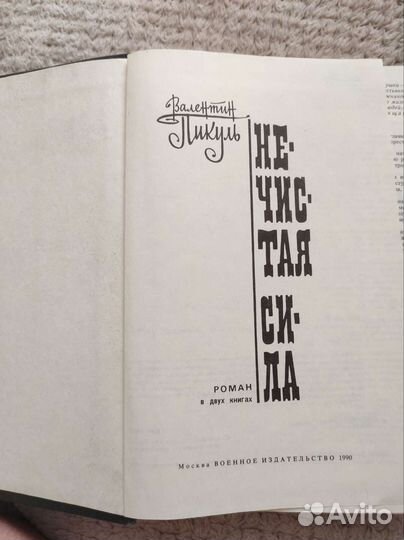 Валентин
Пикуль
НЕ-
ЧИС-
ТАЯ
СИ-
ЛА
РОМАН
в двух книгах
Москва ВОЕННОЕ ИЗДАТЕЛЬСТВО 1990
Avito